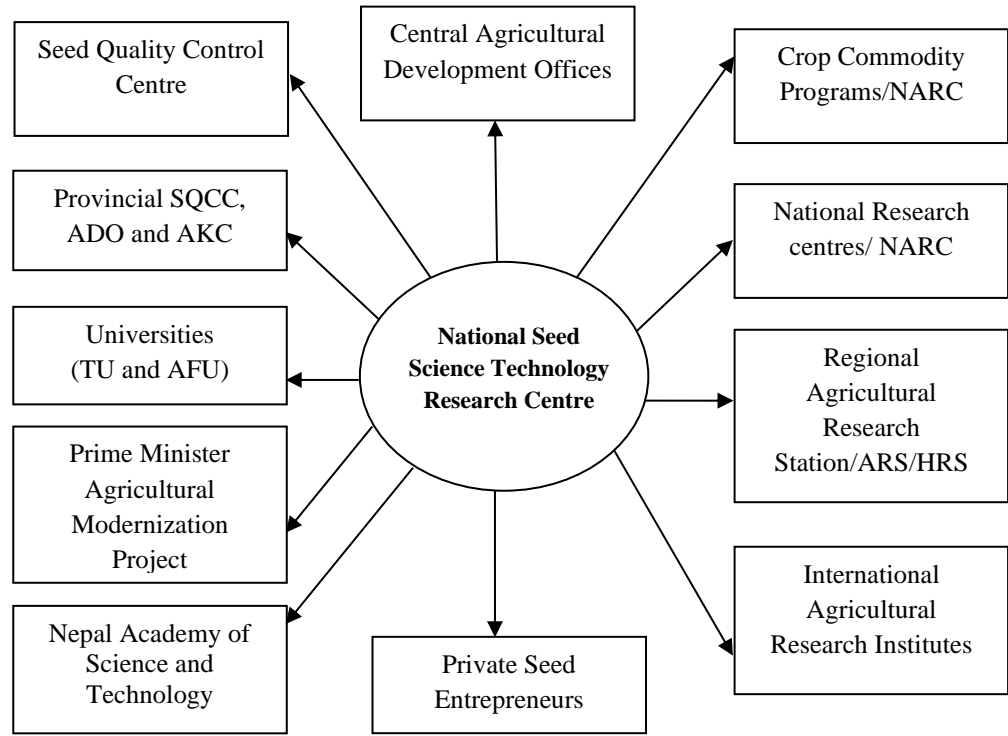 Seed Quality Control
Centre
Central Agricultural
Development Offices
Crop Commodity
Programs/NARC
Provincial SQCC,
ADO and AKC
National Research
centres/ NARC
Universities
(TU and AFU)
National Seed
Science Technology
Research Centre
Regional
Agricultural
Research
Station/ARS/HRS
Prime Minister
Agricultural
Modernization
Project
International
Agricultural
Research Institutes
Nepal Academy of
Science and
Technology
Private Seed
Entrepreneurs